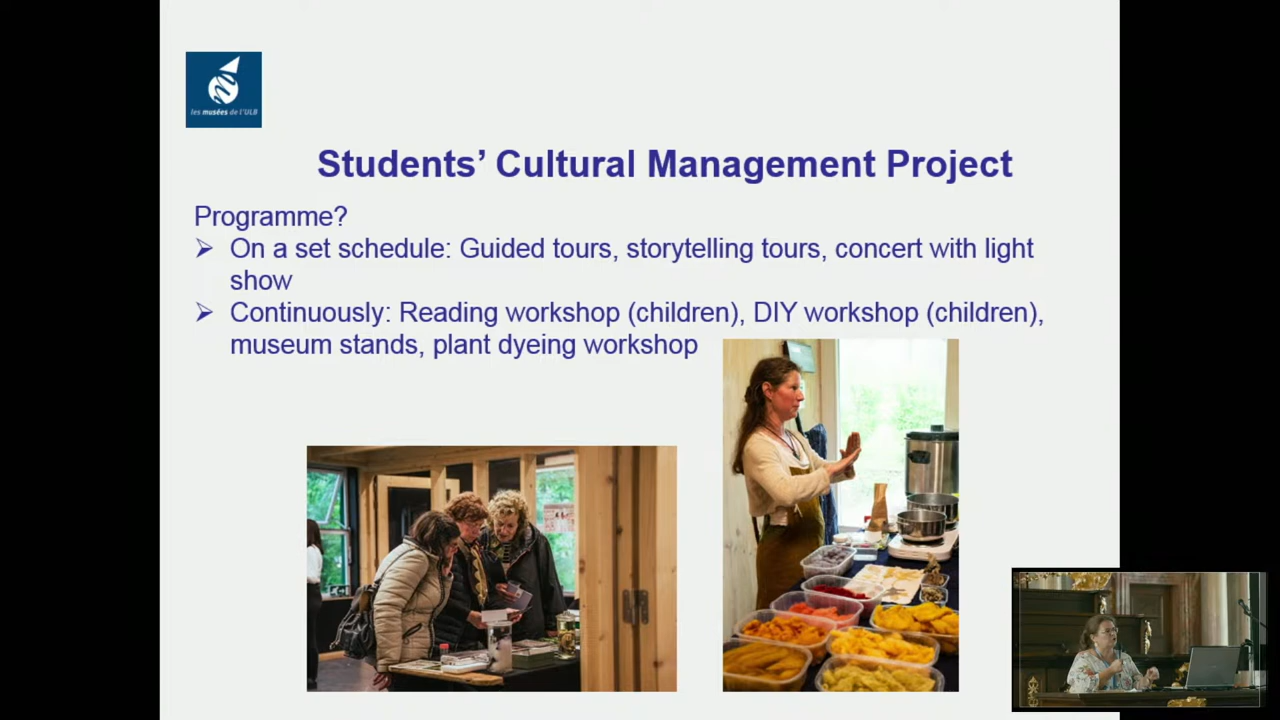 les musées de l'ULB
Students’ Cultural Management Project
Programme?
➢ On a set schedule: Guided tours, storytelling tours, concert with light
show
➢ Continuously: Reading workshop (children), DIY workshop (children),
museum stands, plant dyeing workshop